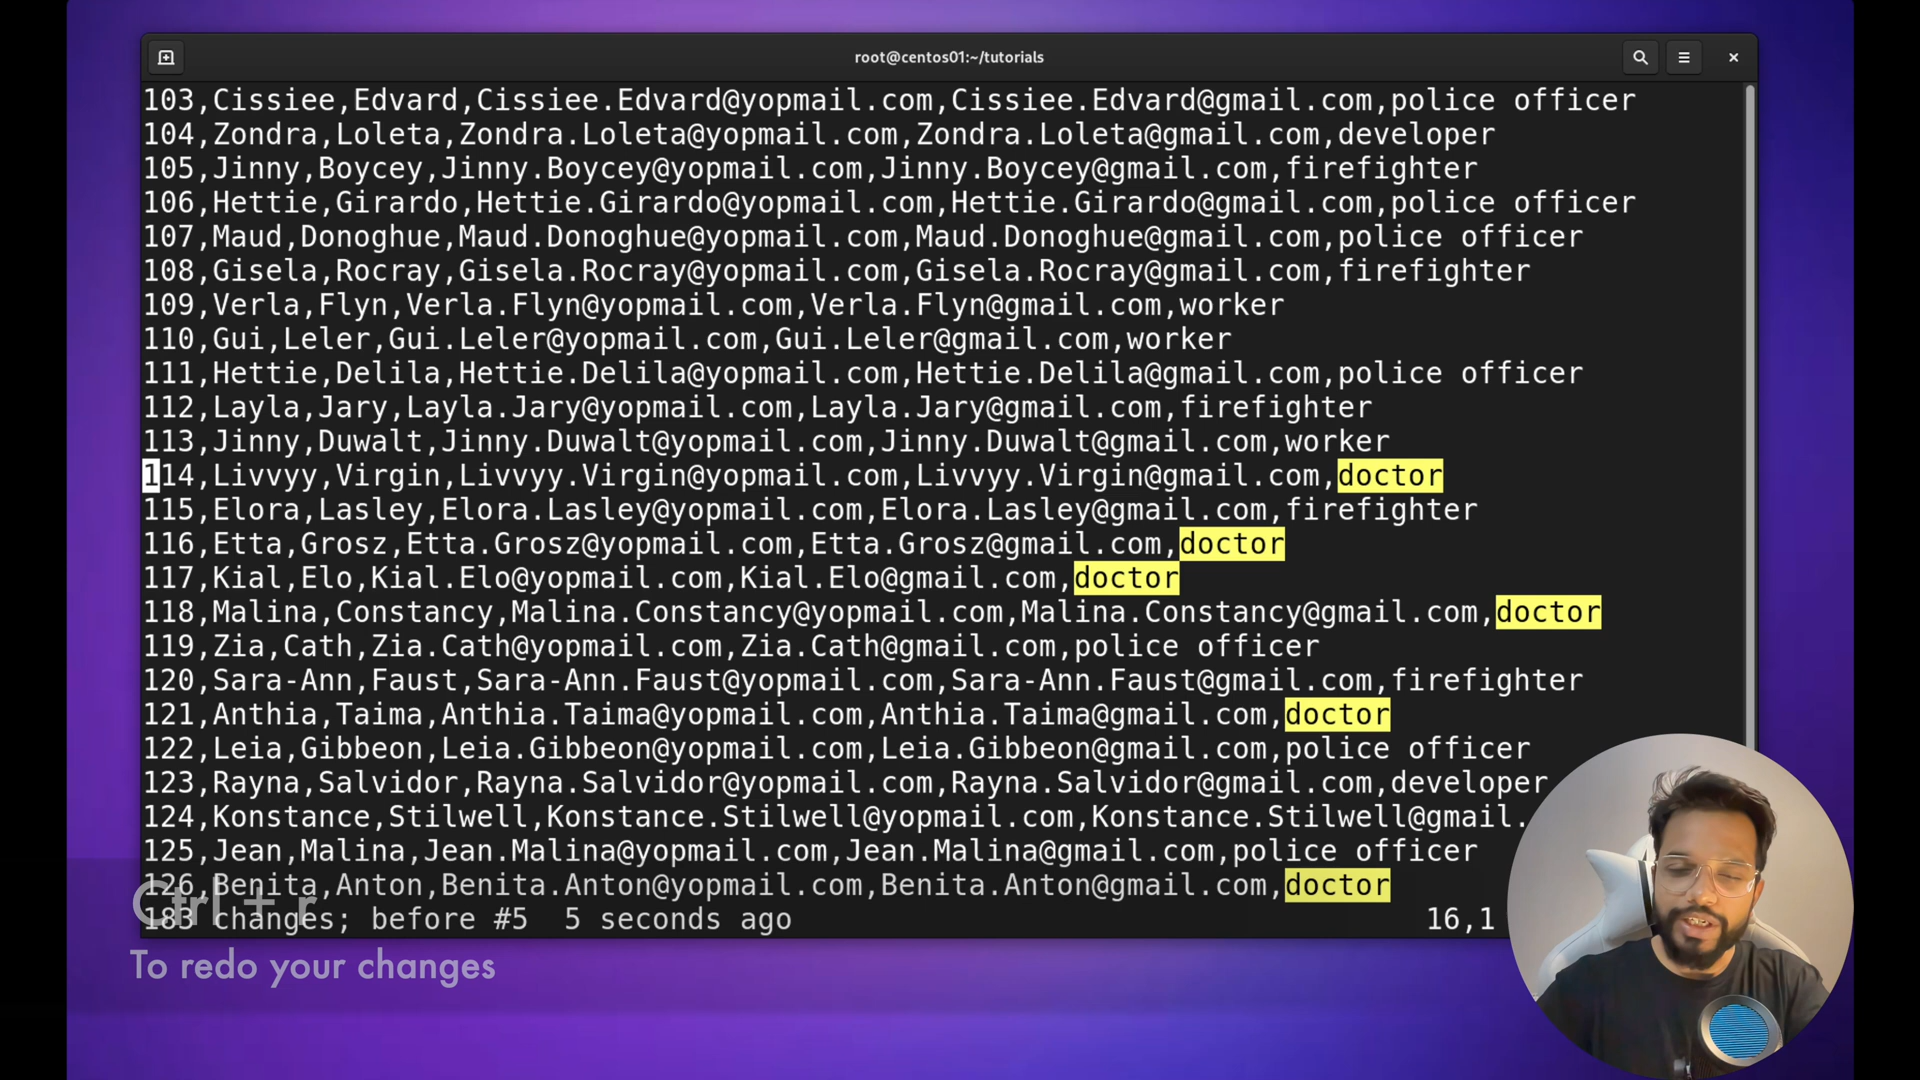 root@centos01:~/tutorials
103,Cissiee,Edvard,Cissiee.Edvard@yopmail.com,Cissiee.Edvard@gmail.com,police officer
104,Zondra,Loleta,Zondra.Loleta@yopmail.com,Zondra.Loleta@gmail.com,developer
105,Jinny,Boycey,Jinny.Boycey@yopmail.com,Jinny.Boycey@gmail.com,firefighter
106,Hettie,Girardo,Hettie.Girardo@yopmail.com,Hettie.Girardo@gmail.com,police officer
107,Maud,Donoghue,Maud.Donoghue@yopmail.com,Maud.Donoghue@gmail.com,police officer
108,Gisela,Rocray,Gisela.Rocray@yopmail.com,Gisela.Rocray@gmail.com,firefighter
109,Verla,Flyn,Verla.Flyn@yopmail.com,Verla.Flyn@gmail.com,worker
110,Gui,Leler,Gui.Leler@yopmail.com,Gui.Leler@gmail.com,worker
111,Hettie,Delila,Hettie.Delila@yopmail.com,Hettie.Delila@gmail.com,police officer
112,Layla,Jary,Layla.Jary@yopmail.com,Layla.Jary@gmail.com,firefighter
113,Jinny,Duwalt,Jinny.Duwalt@yopmail.com,Jinny.Duwalt@gmail.com,worker
114,Livvyy,Virgin,Livvyy.Virgin@yopmail.com,Livvyy.Virgin@gmail.com,doctor
115,Elora,Lasley,Elora.Lasley@yopmail.com,Elora.Lasley@gmail.com,firefighter
116,Etta,Grosz,Etta.Grosz@yopmail.com,Etta.Grosz@gmail.com,doctor
117,Kial,Elo,Kial.Elo@yopmail.com,Kial.Elo@gmail.com,doctor
118,Malina,Constancy,Malina.Constancy@yopmail.com,Malina.Constancy@gmail.com,doctor
119,Zia,Cath,Zia.Cath@yopmail.com,Zia.Cath@gmail.com,police officer
120,Sara-Ann,Faust,Sara-Ann.Faust@yopmail.com,Sara-Ann.Faust@gmail.com,firefighter
121,Anthia,Taima,Anthia.Taima@yopmail.com,Anthia.Taima@gmail.com,doctor
122,Leia,Gibbeon,Leia.Gibbeon@yopmail.com,Leia.Gibbeon@gmail.com,police officer
123,Rayna,Salvidor,Rayna.Salvidor@yopmail.com,Rayna.Salvidor@gmail.com,developer
124,Konstance,Stilwell,Konstance.Stilwell@yopmail.com,Konstance.Stilwell@gmail.
125,Jean,Malina,Jean.Malina@yopmail.com,Jean.Malina@gmail.com,police officer
126,Benita,Anton,Benita.Anton@yopmail.com,Benita.Anton@gmail.com,doctor
Ctrl + r
183 changes; before #5  5 seconds ago 16,1
To redo your changes